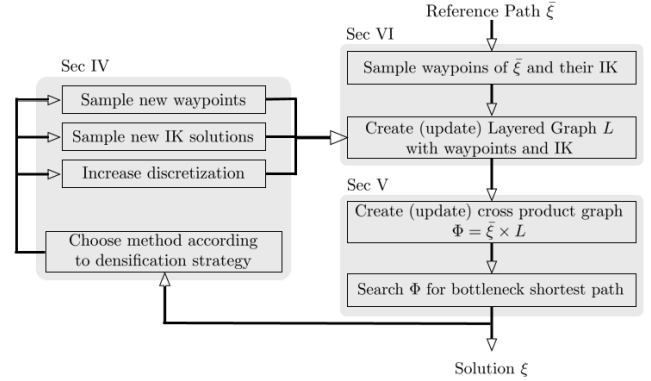 Reference Path ξ̄
Sec VI
Sample waypoins of ξ̄ and their IK
Create (update) Layered Graph L
with waypoints and IK
Sec V
Create (update) cross product graph
Φ = ξ̄ × L
Search Φ for bottleneck shortest path
Solution ξ
Sec IV
Sample new waypoints
Sample new IK solutions
Increase discretization
Choose method according
to densification strategy